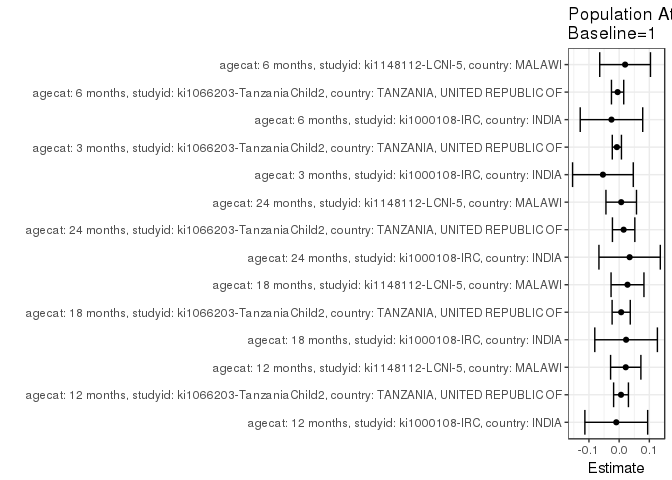 Population A
Baseline=1
agecat: 6 months, studyid: ki1148112-LCNI-5, country: MALAWI
agecat: 6 months, studyid: ki1066203-TanzaniaChild2, country: TANZANIA, UNITED REPUBLIC OF
agecat: 6 months, studyid: ki1000108-IRC, country: INDIA
agecat: 3 months, studyid: ki1066203-TanzaniaChild2, country: TANZANIA, UNITED REPUBLIC OF
agecat: 3 months, studyid: ki1000108-IRC, country: INDIA
agecat: 24 months, studyid: ki1148112-LCNI-5, country: MALAWI
agecat: 24 months, studyid: ki1066203-TanzaniaChild2, country: TANZANIA, UNITED REPUBLIC OF
agecat: 24 months, studyid: ki1000108-IRC, country: INDIA
agecat: 18 months, studyid: ki1148112-LCNI-5, country: MALAWI
agecat: 18 months, studyid: ki1066203-TanzaniaChild2, country: TANZANIA, UNITED REPUBLIC OF
agecat: 18 months, studyid: ki1000108-IRC, country: INDIA
agecat: 12 months, studyid: ki1148112-LCNI-5, country: MALAWI
agecat: 12 months, studyid: ki1066203-TanzaniaChild2, country: TANZANIA, UNITED REPUBLIC OF
agecat: 12 months, studyid: ki1000108-IRC, country: INDIA
-0.1 0.0 0.1
Estimate